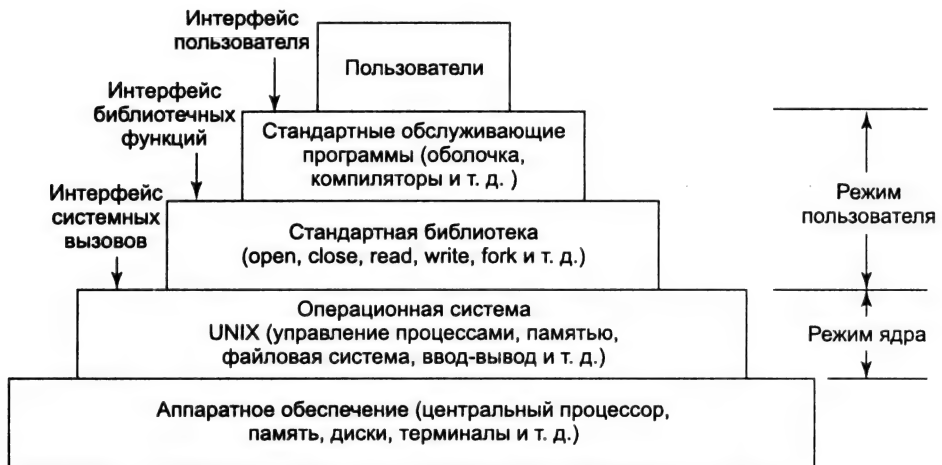 Интерфейс
пользователя
Пользователи
Интерфейс
библиотечных
функций
Стандартные обслуживающие
программы (оболочка,
компиляторы и т. д. )
Интерфейс
системных
вызовов
Стандартная библиотека
(open, close, read, write, fork и т. д.)
Режим
пользователя
Операционная система
UNIX (управление процессами, памятью,
файловая система, ввод-вывод и т. д.)
Режим ядра
Аппаратное обеспечение (центральный процессор,
память, диски, терминалы и т. д.)